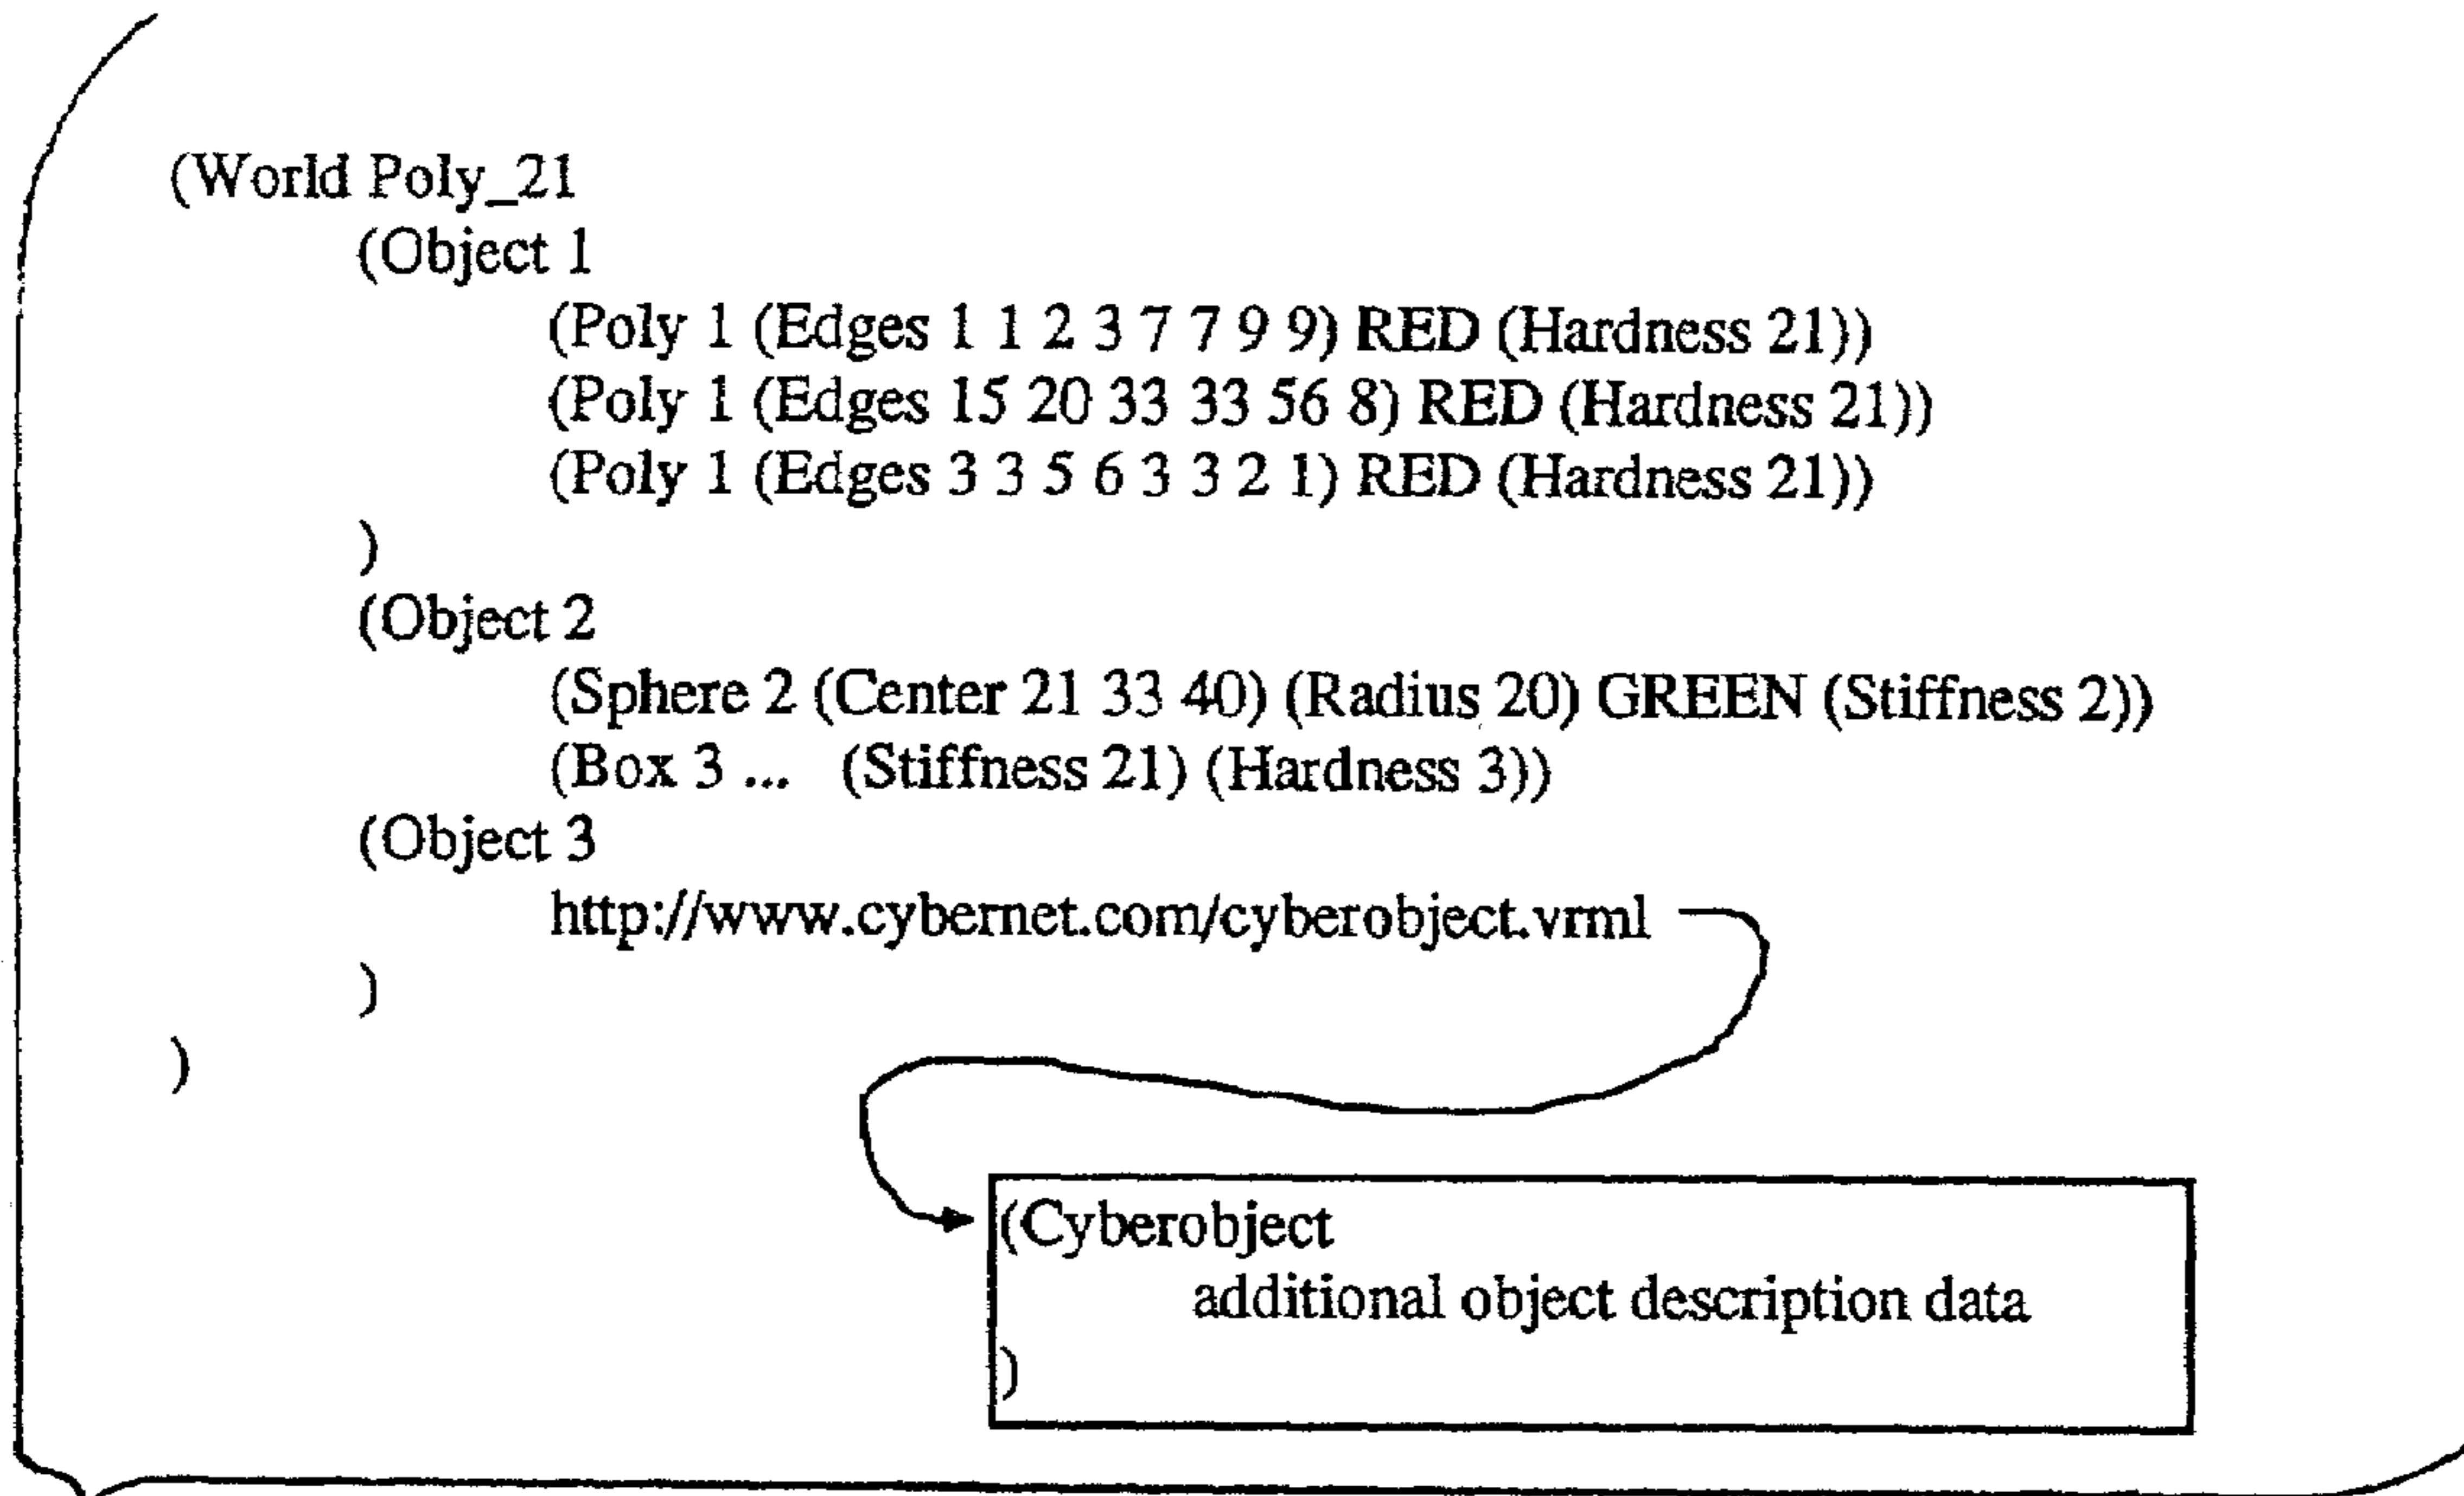 (World Poly_21
(Object 1
(Poly 1 (Edges 1 1 2 3 7 7 9 9) RED (Hardness 21))
(Poly 1 (Edges 15 20 33 33 56 8) RED (Hardness 21))
(Poly 1 (Edges 3 3 5 6 3 3 2 1) RED (Hardness 21))
)
(Object 2
(Sphere 2 (Center 21 33 40) (Radius 20) GREEN (Stiffness 2))
(Box 3 ... (Stiffness 21) (Hardness 3))
(Object 3
http://www.cybernet.com/cyberobject.vrml
)
)
(Cyberobject
additional object description data
)